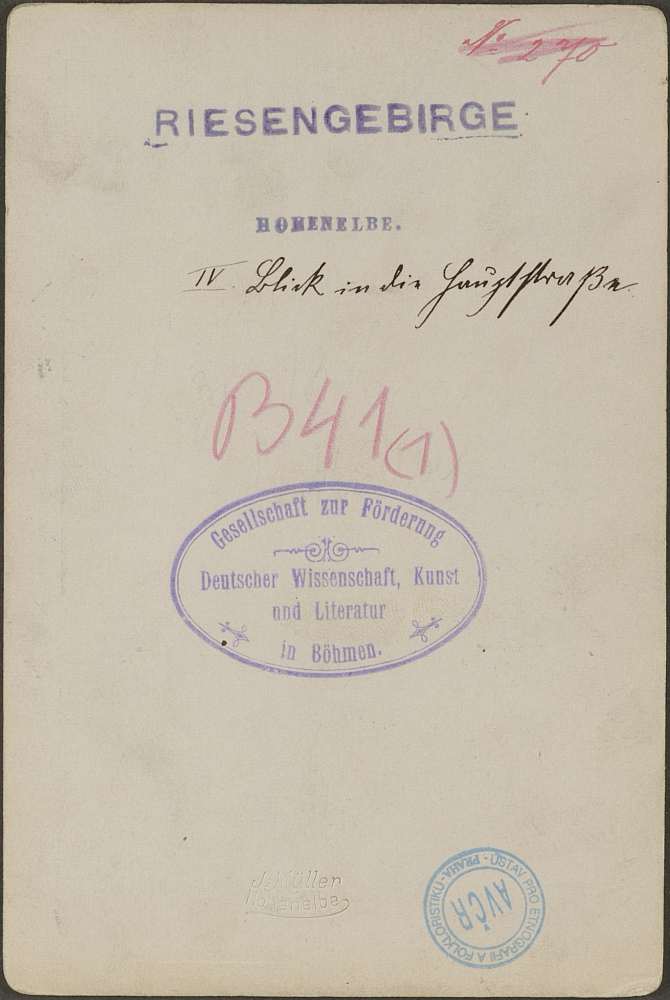 No 270
RIESENGEBIRGE
HOHENELBE.
IV. Blick in die Hauptstraße.
B41(1)
Gesellschaft zur Förderung
Deutscher Wissenschaft, Kunst
und Literatur
in Böhmen.
J. Müller
Hohenelbe
ÚSTAV PRO ETNOGRAFII A FOLKLORISTIKU - PRAHA -
AVČR